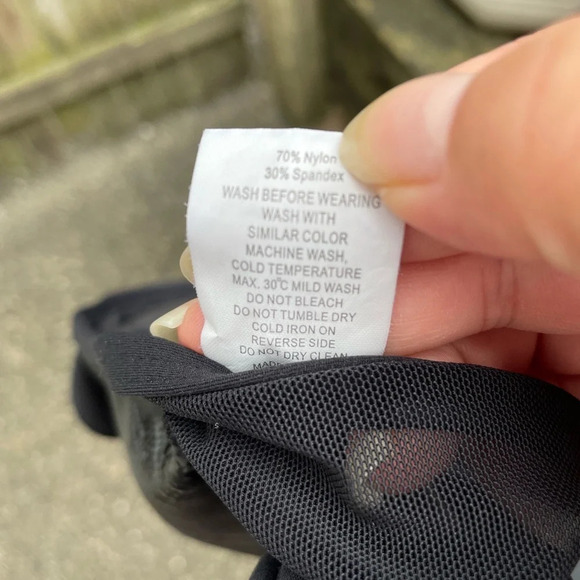 70% Nylon
30% Spandex
WASH BEFORE WEARING
WASH WITH
SIMILAR COLOR
MACHINE WASH,
COLD TEMPERATURE
MAX. 30°C MILD WASH
DO NOT BLEACH
DO NOT TUMBLE DRY
COLD IRON ON
REVERSE SIDE
DO NOT DRY CLEAN